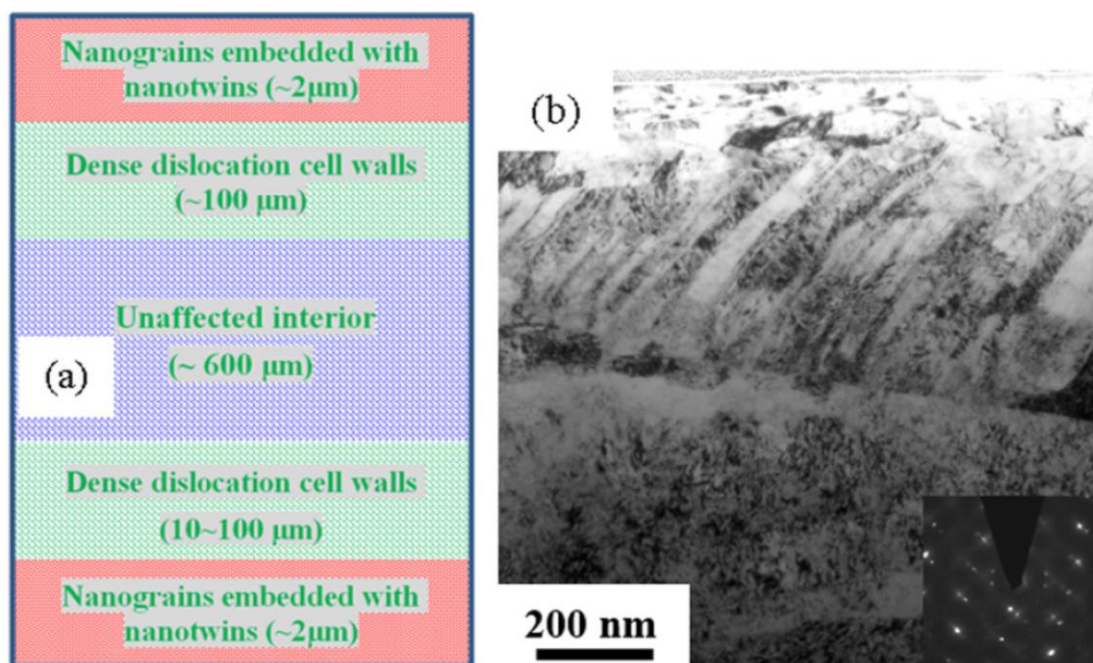 Nanograins embedded with
nanotwins (~2μm)
Dense dislocation cell walls
(~100 μm)
Unaffected interior
(~ 600 μm)
(a)
Dense dislocation cell walls
(10~100 μm)
Nanograins embedded with
nanotwins (~2μm)
(b)
200 nm